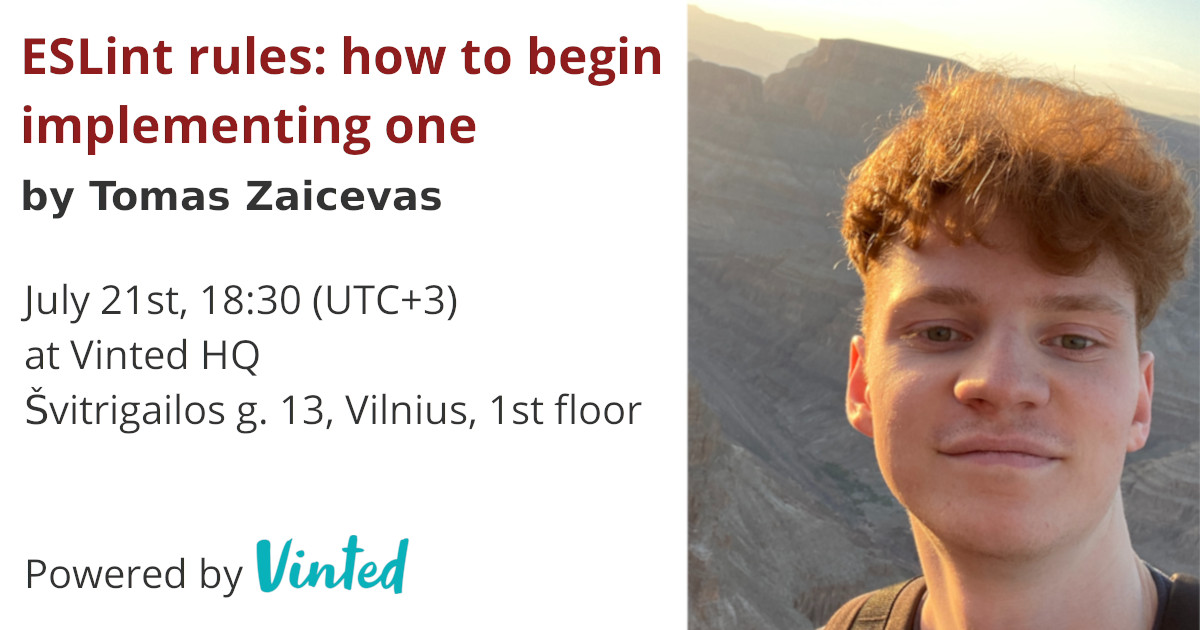 ESLint rules: how to begin
implementing one
by Tomas Zaicevas
July 21st, 18:30 (UTC+3)
at Vinted HQ
Švitrigailos g. 13, Vilnius, 1st floor
Powered by Vinted